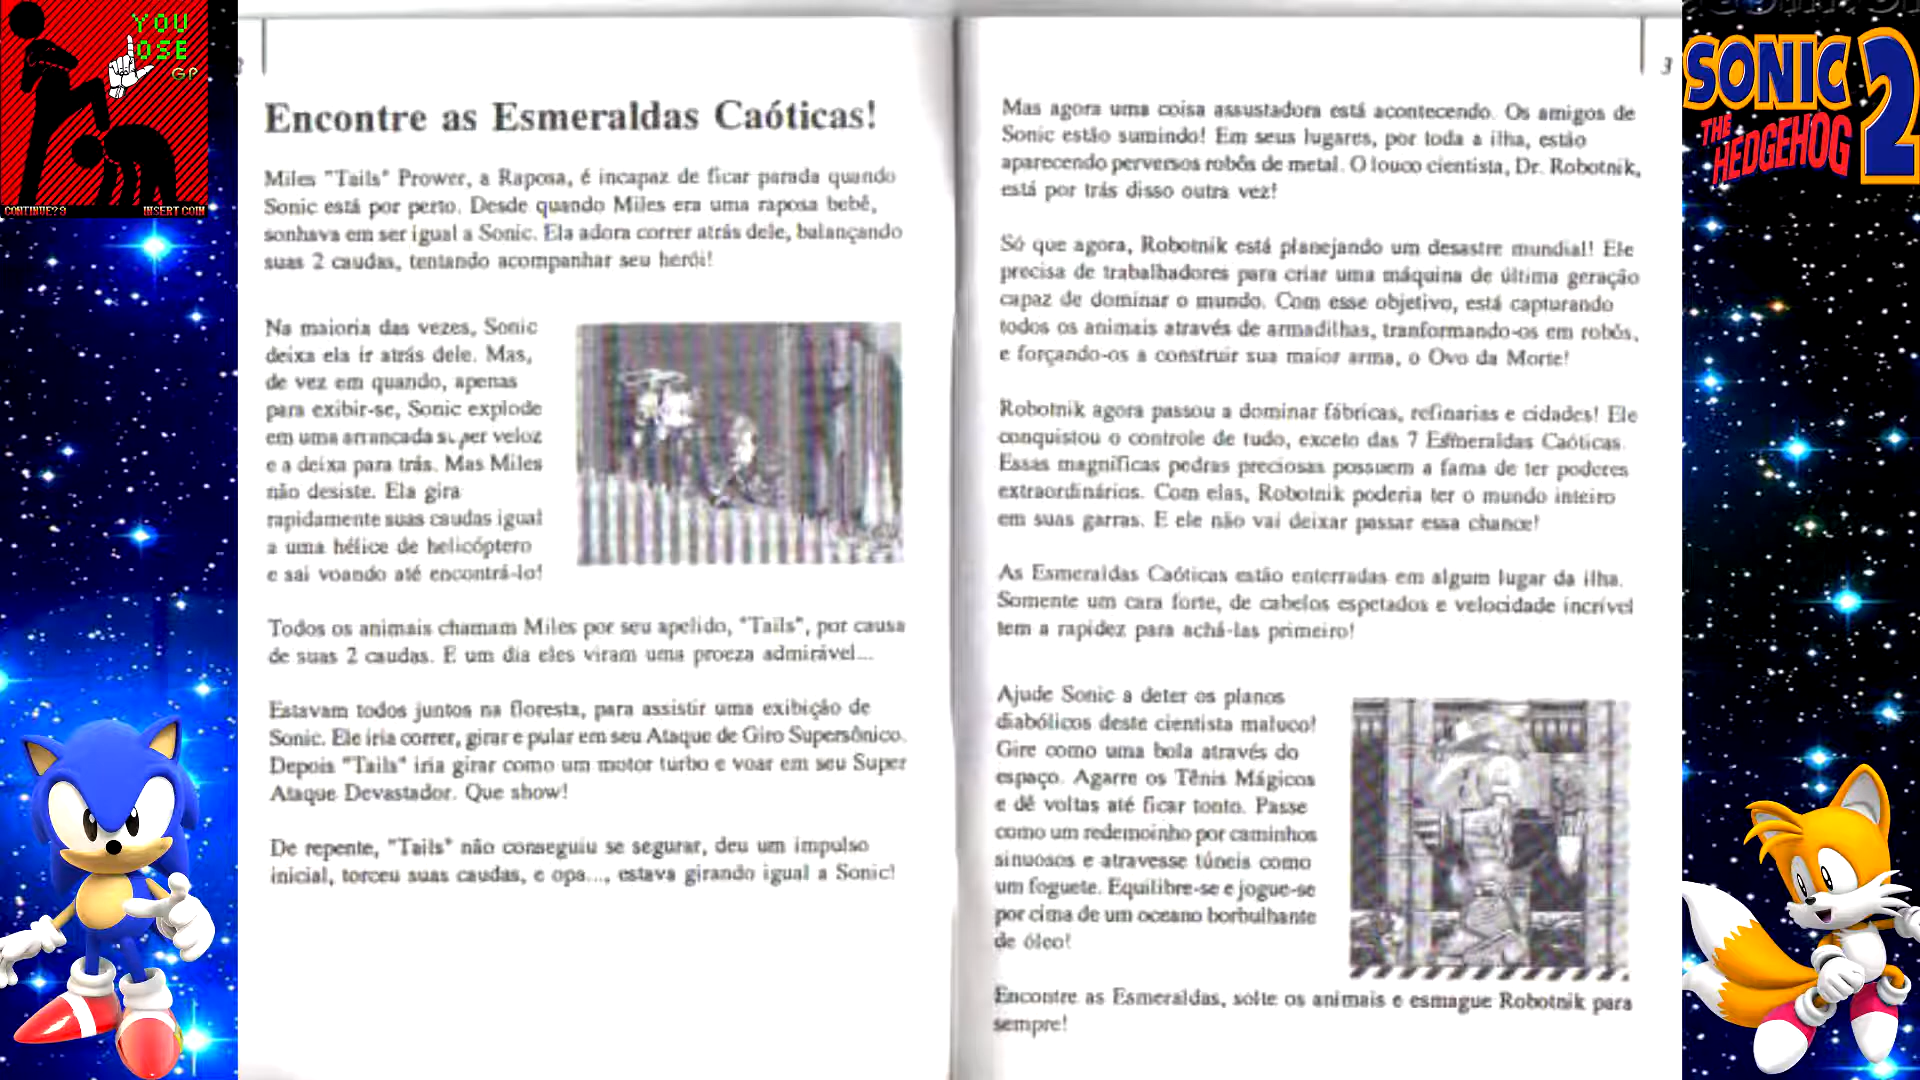 YOU
LOSE
GP
CONTINUE? 9
INSERT COIN
3
Encontre as Esmeraldas Caóticas!
Miles "Tails" Prower, a Raposa, é incapaz de ficar parada quando
Sonic está por perto. Desde quando Miles era uma raposa bebê,
sonhava em ser igual a Sonic. Ela adora correr atrás dele, balançando
suas 2 caudas, tentando acompanhar seu herói!
Na maioria das vezes, Sonic
deixa ela ir atrás dele. Mas,
de vez em quando, apenas
para exibir-se, Sonic explode
em uma arrancada super veloz
e a deixa para trás. Mas Miles
não desiste. Ela gira
rapidamente suas caudas igual
a uma hélice de helicóptero
e sai voando até encontrá-lo!
Todos os animais chamam Miles por seu apelido, "Tails", por causa
de suas 2 caudas. E um dia eles viram uma proeza admirável...
Estavam todos juntos na floresta, para assistir uma exibição de
Sonic. Ele iria correr, girar e pular em seu Ataque de Giro Supersônico.
Depois "Tails" iria girar como um motor turbo e voar em seu Super
Ataque Devastador. Que show!
De repente, "Tails" não conseguiu se segurar, deu um impulso
inicial, torceu suas caudas, e opa..., estava girando igual a Sonic!
3
Mas agora uma coisa assustadora está acontecendo. Os amigos de
Sonic estão sumindo! Em seus lugares, por toda a ilha, estão
aparecendo perversos robôs de metal. O louco cientista, Dr. Robotnik,
está por trás disso outra vez!
Só que agora, Robotnik está planejando um desastre mundial! Ele
precisa de trabalhadores para criar uma máquina de última geração
capaz de dominar o mundo. Com esse objetivo, está capturando
todos os animais através de armadilhas, tranformando-os em robôs,
e forçando-os a construir sua maior arma, o Ovo da Morte!
Robotnik agora passou a dominar fábricas, refinarias e cidades! Ele
conquistou o controle de tudo, exceto das 7 Esmeraldas Caóticas.
Essas magníficas pedras preciosas possuem a fama de ter poderes
extraordinários. Com elas, Robotnik poderia ter o mundo inteiro
em suas garras. E ele não vai deixar passar essa chance!
As Esmeraldas Caóticas estão enterradas em algum lugar da ilha.
Somente um cara forte, de cabelos espetados e velocidade incrível
tem a rapidez para achá-las primeiro!
Ajude Sonic a deter os planos
diabólicos deste cientista maluco!
Gire como uma bola através do
espaço. Agarre os Tênis Mágicos
e dê voltas até ficar tonto. Passe
como um redemoinho por caminhos
sinuosos e atravesse túneis como
um foguete. Equilibre-se e jogue-se
por cima de um oceano borbulhante
de óleo!
Encontre as Esmeraldas, solte os animais e esmague Robotnik para
sempre!
SONIC
THE
HEDGEHOG
2